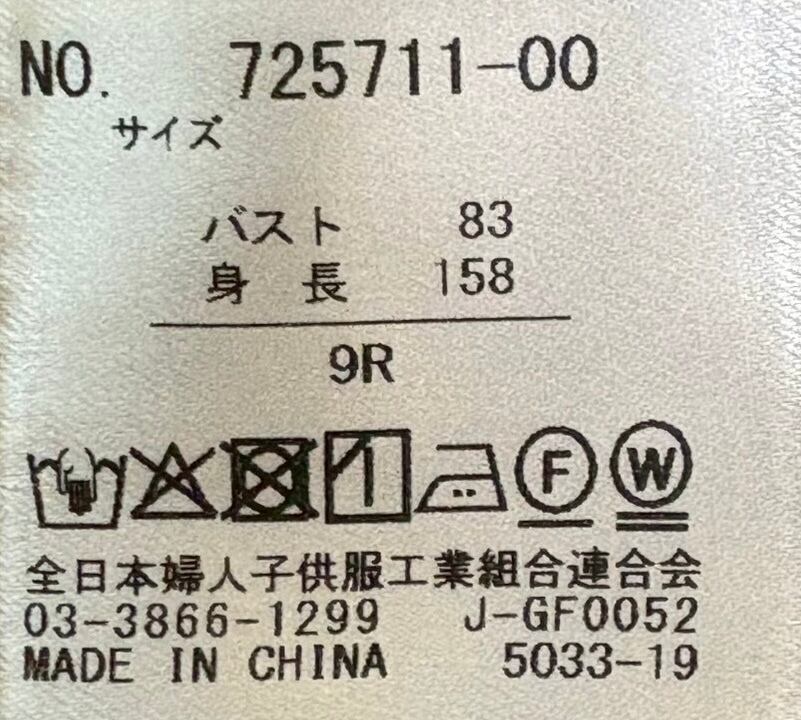 NO. 725711-00
サイズ
バスト 83
身長 158
9R
F W
全日本婦人子供服工業組合連合会
03-3866-1299 J-GF0052
MADE IN CHINA 5033-19